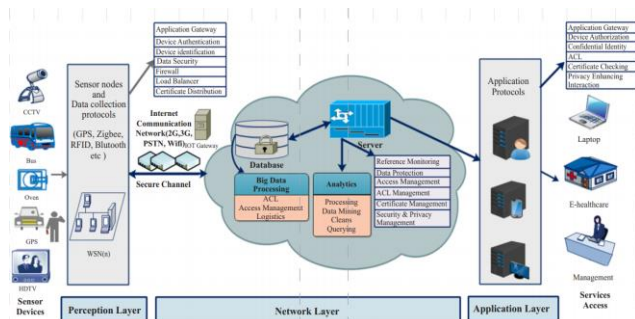 CCTV
Bus
Oven
GPS
HDTV
Sensor
Devices
Sensor nodes
and
Data collection
protocols
(GPS, Zigbee,
RFID, Blutooth
etc )
WSN(n)
Perception Layer
Application Gateway
Device Authentication
Device identification
Data Security
Firewall
Load Balancer
Certificate Distribution
Internet
Communication
Network(2G,3G,
PSTN, Wifi)
IOT Gateway
Secure Channel
Database
Server
Big Data
Processing
ACL
Access Management
Logistics
Analytics
Processing
Data Mining
Cleans
Querying
Reference Monitoring
Data Protection
Access Management
ACL Management
Certificate Management
Security & Privacy
Management
Network Layer
Application
Protocols
Application Layer
Application Gateway
Device Authorization
Confidential Identity
ACL
Certificate Checking
Privacy Enhancing
Interaction
Laptop
E-healthcare
Management
Services
Access